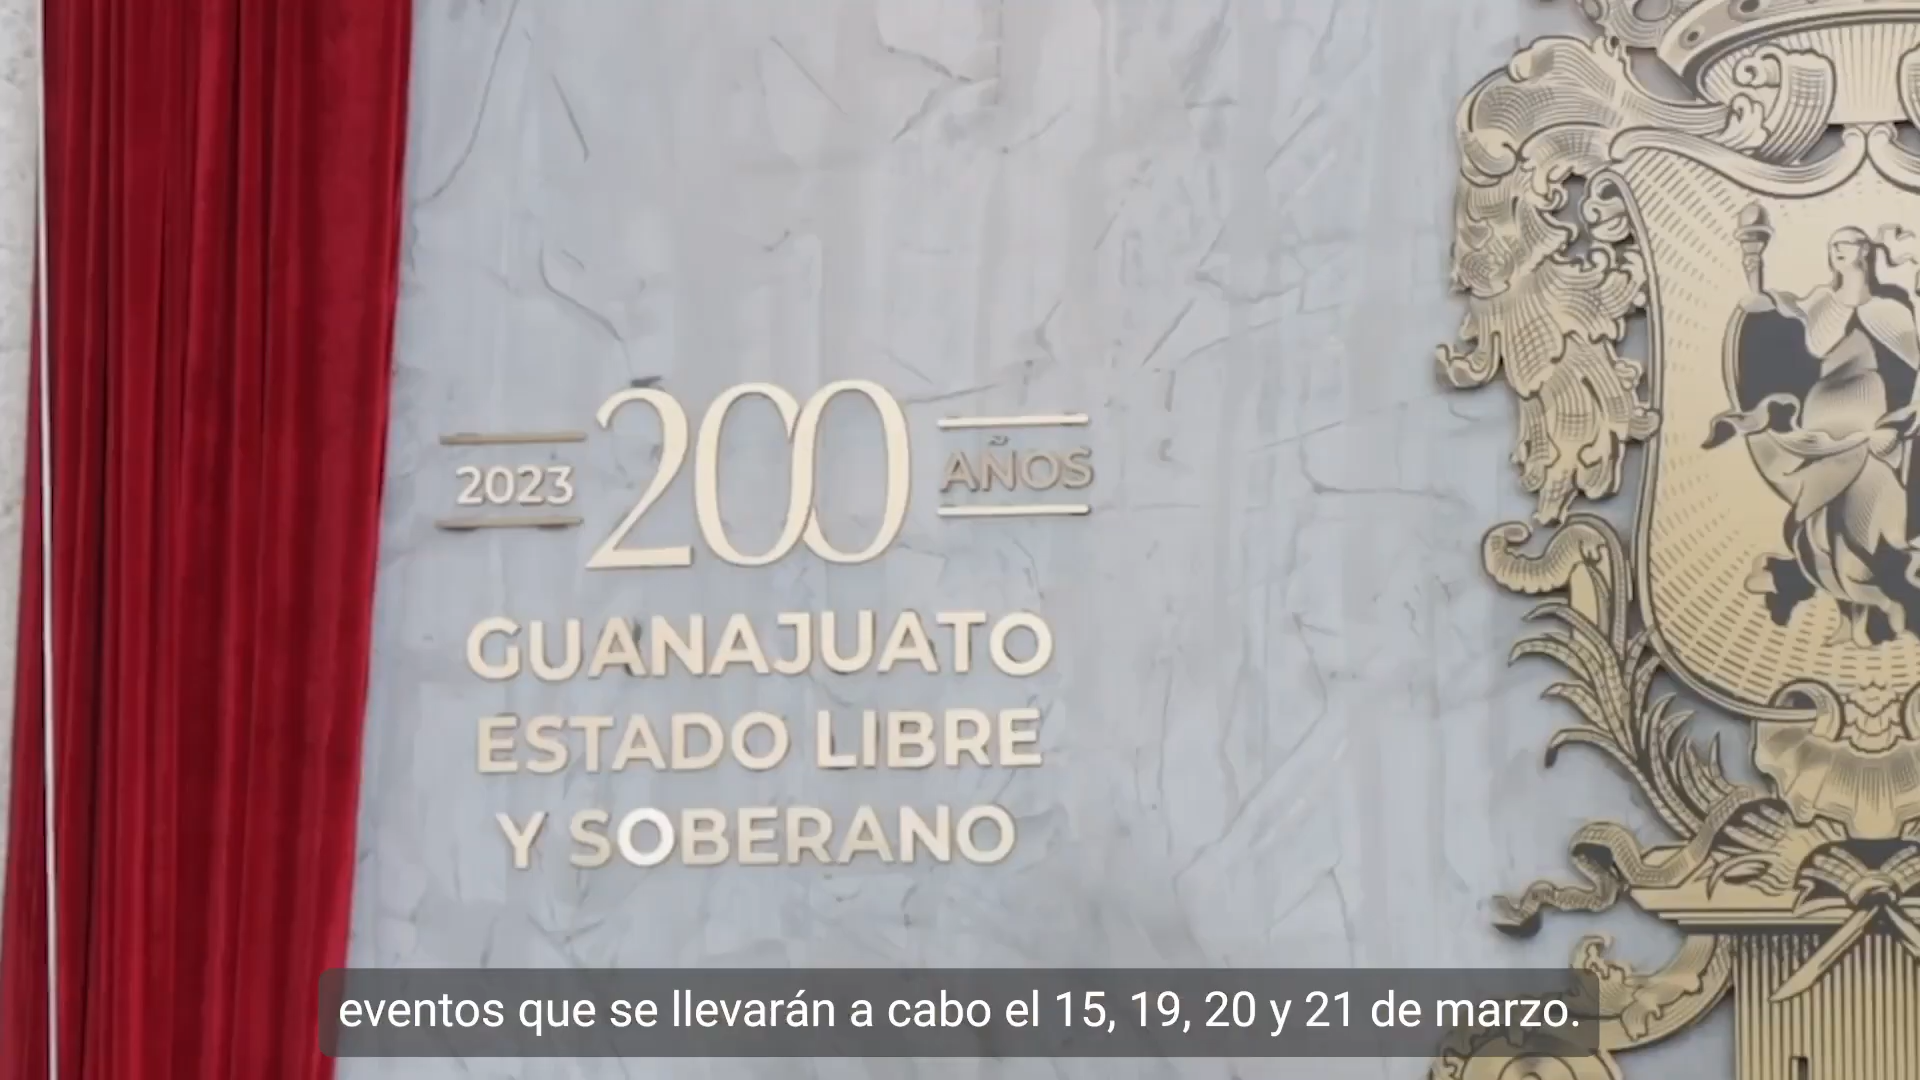 2023 200 AÑOS
GUANAJUATO
ESTADO LIBRE
Y SOBERANO
eventos que se llevarán a cabo el 15, 19, 20 y 21 de marzo.